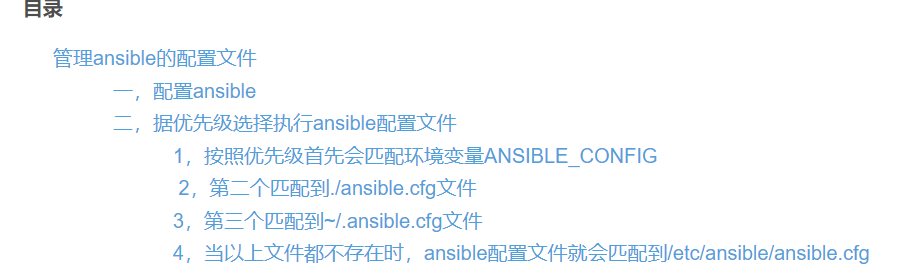 目录
管理ansible的配置文件
一，配置ansible
二，据优先级选择执行ansible配置文件
1，按照优先级首先会匹配环境变量ANSIBLE_CONFIG
2，第二个匹配到./ansible.cfg文件
3，第三个匹配到~/.ansible.cfg文件
4，当以上文件都不存在时，ansible配置文件就会匹配到/etc/ansible/ansible.cfg